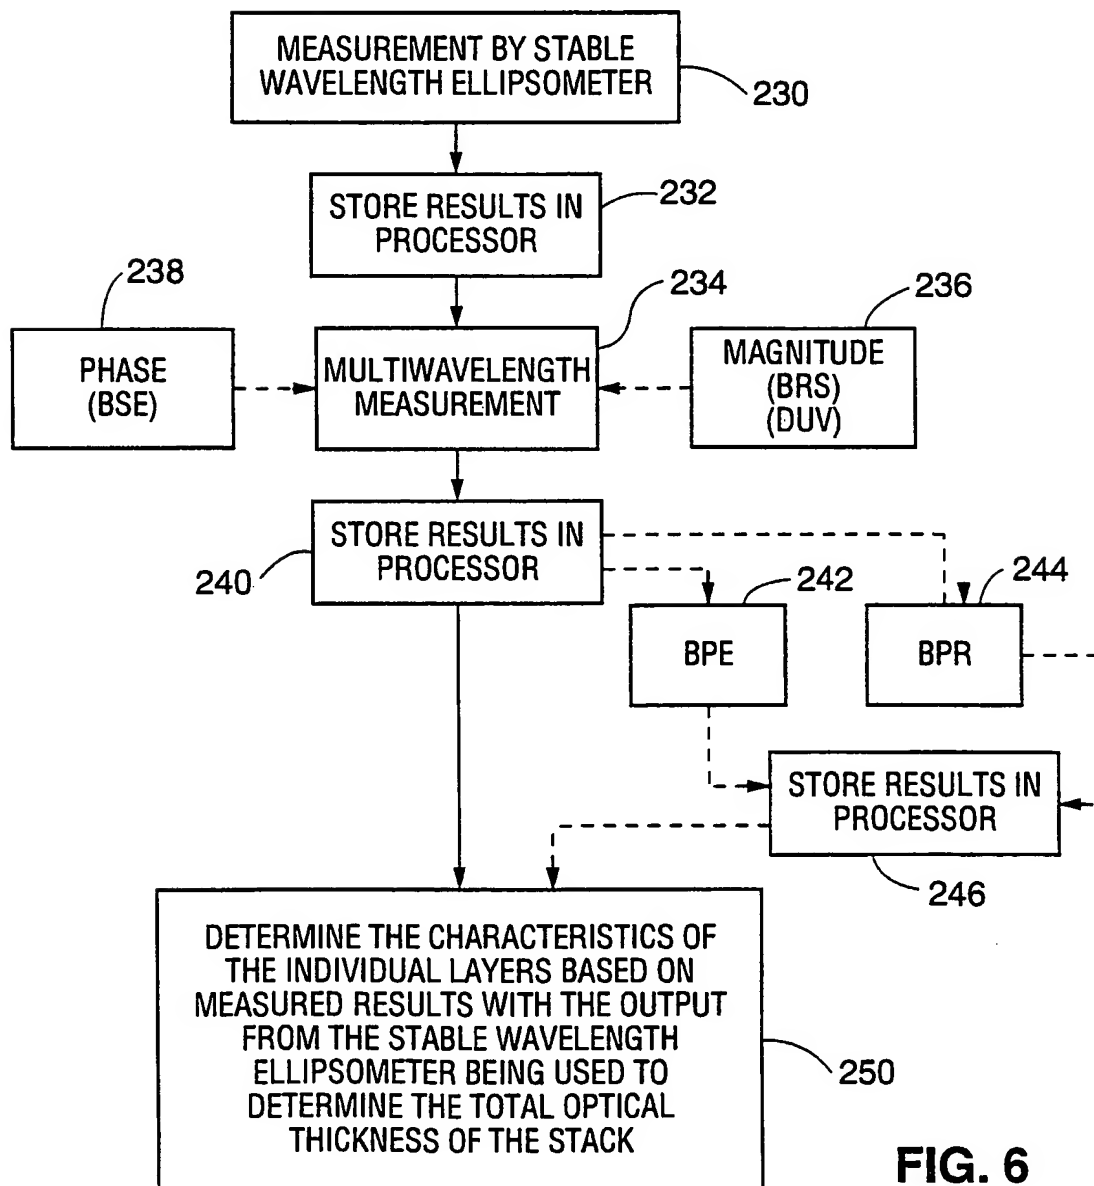 MEASUREMENT BY STABLE
WAVELENGTH ELLIPSOMETER
230
STORE RESULTS IN
PROCESSOR
232
238
234
236
PHASE
(BSE)
MULTIWAVELENGTH
MEASUREMENT
MAGNITUDE
(BRS)
(DUV)
STORE RESULTS IN
PROCESSOR
240
242
244
BPE
BPR
STORE RESULTS IN
PROCESSOR
246
DETERMINE THE CHARACTERISTICS OF
THE INDIVIDUAL LAYERS BASED ON
MEASURED RESULTS WITH THE OUTPUT
FROM THE STABLE WAVELENGTH
ELLIPSOMETER BEING USED TO
DETERMINE THE TOTAL OPTICAL
THICKNESS OF THE STACK
250
FIG. 6